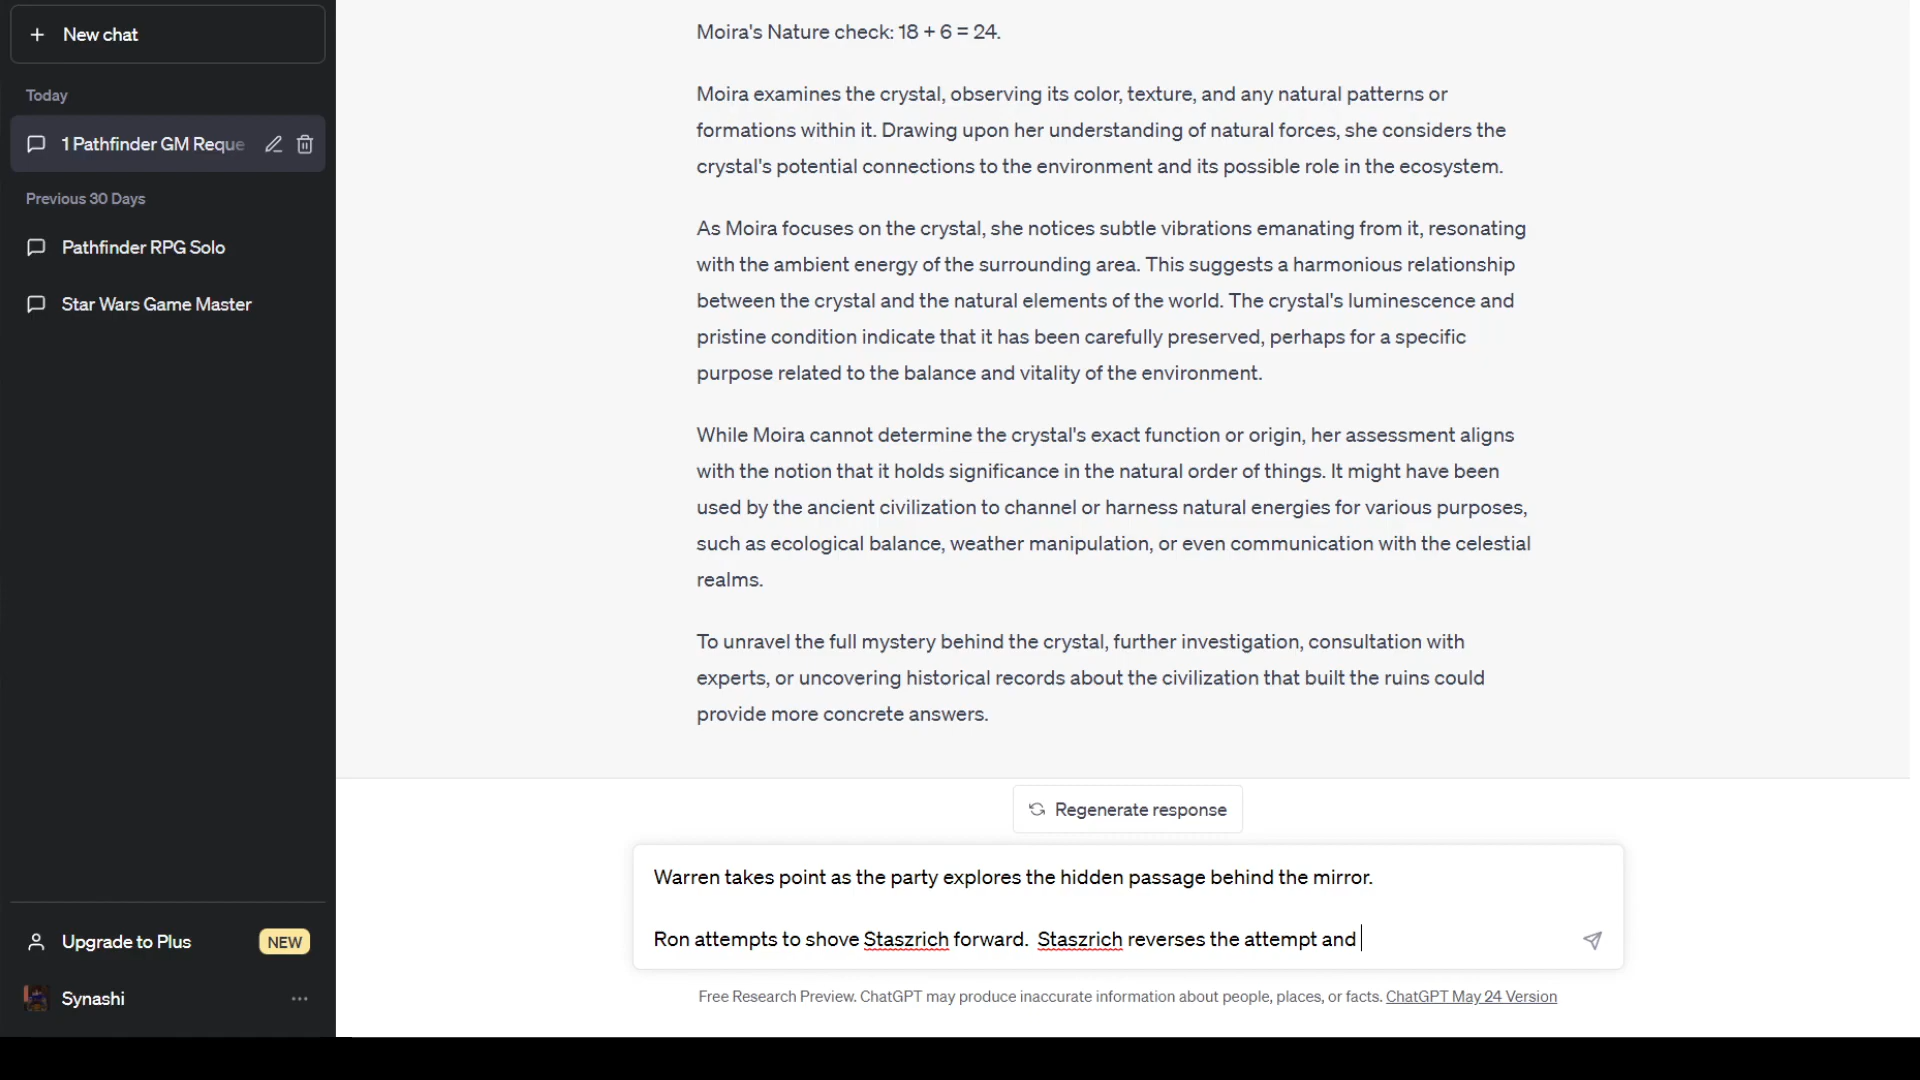 New chat
Today
1 Pathfinder GM Reque
Previous 30 Days
Pathfinder RPG Solo
Star Wars Game Master
Upgrade to Plus
NEW
Synashi
Moira's Nature check: 18 + 6 = 24.
Moira examines the crystal, observing its color, texture, and any natural patterns or
formations within it. Drawing upon her understanding of natural forces, she considers the
crystal's potential connections to the environment and its possible role in the ecosystem.
As Moira focuses on the crystal, she notices subtle vibrations emanating from it, resonating
with the ambient energy of the surrounding area. This suggests a harmonious relationship
between the crystal and the natural elements of the world. The crystal's luminescence and
pristine condition indicate that it has been carefully preserved, perhaps for a specific
purpose related to the balance and vitality of the environment.
While Moira cannot determine the crystal's exact function or origin, her assessment aligns
with the notion that it holds significance in the natural order of things. It might have been
used by the ancient civilization to channel or harness natural energies for various purposes,
such as ecological balance, weather manipulation, or even communication with the celestial
realms.
To unravel the full mystery behind the crystal, further investigation, consultation with
experts, or uncovering historical records about the civilization that built the ruins could
provide more concrete answers.
Regenerate response
Warren takes point as the party explores the hidden passage behind the mirror.
Ron attempts to shove Staszrich forward. Staszrich reverses the attempt and
Free Research Preview. ChatGPT may produce inaccurate information about people, places, or facts. ChatGPT May 24 Version